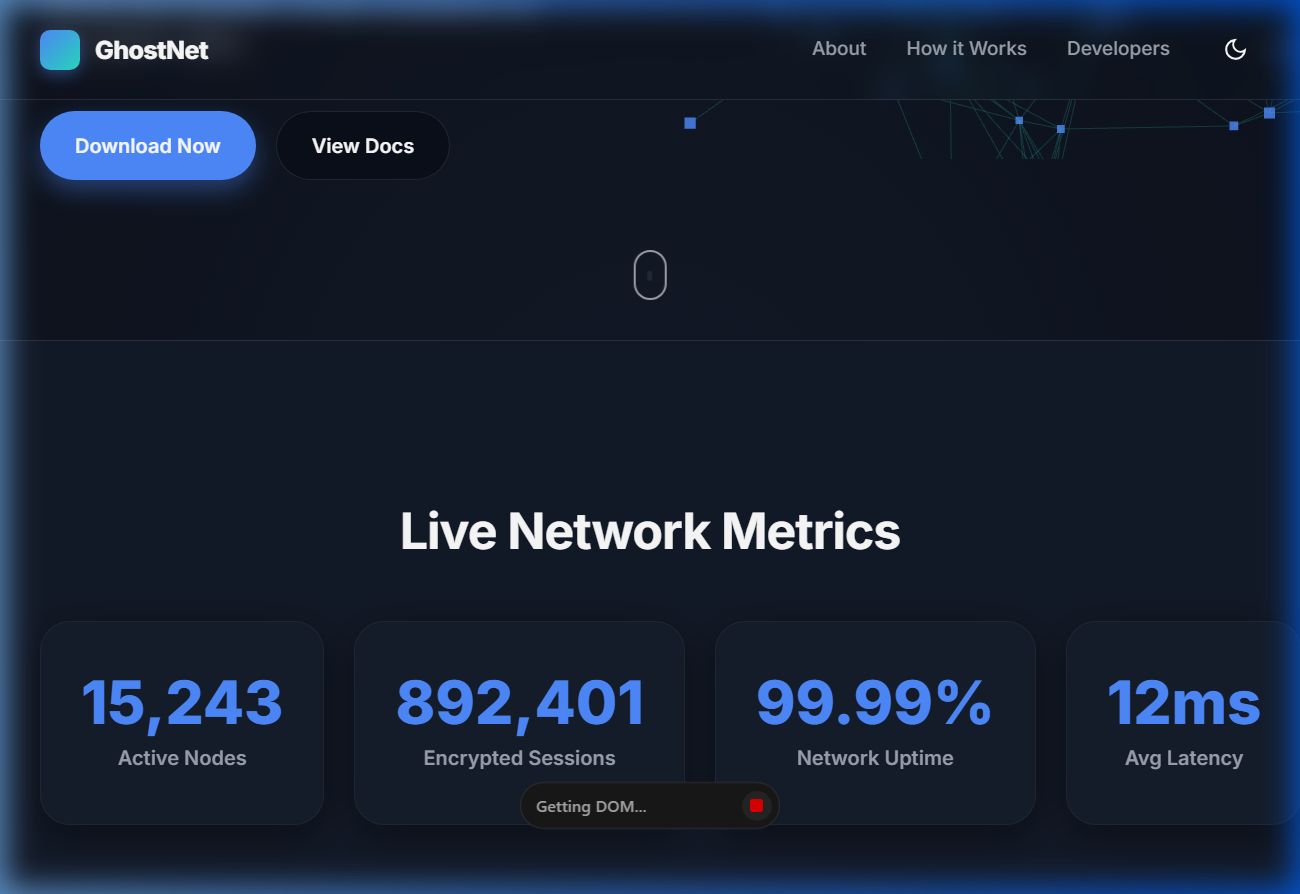 GhostNet
About
How it Works
Developers
Download Now
View Docs
Live Network Metrics
15,243
Active Nodes
892,401
Encrypted Sessions
99.99%
Network Uptime
12ms
Avg Latency
Getting DOM...